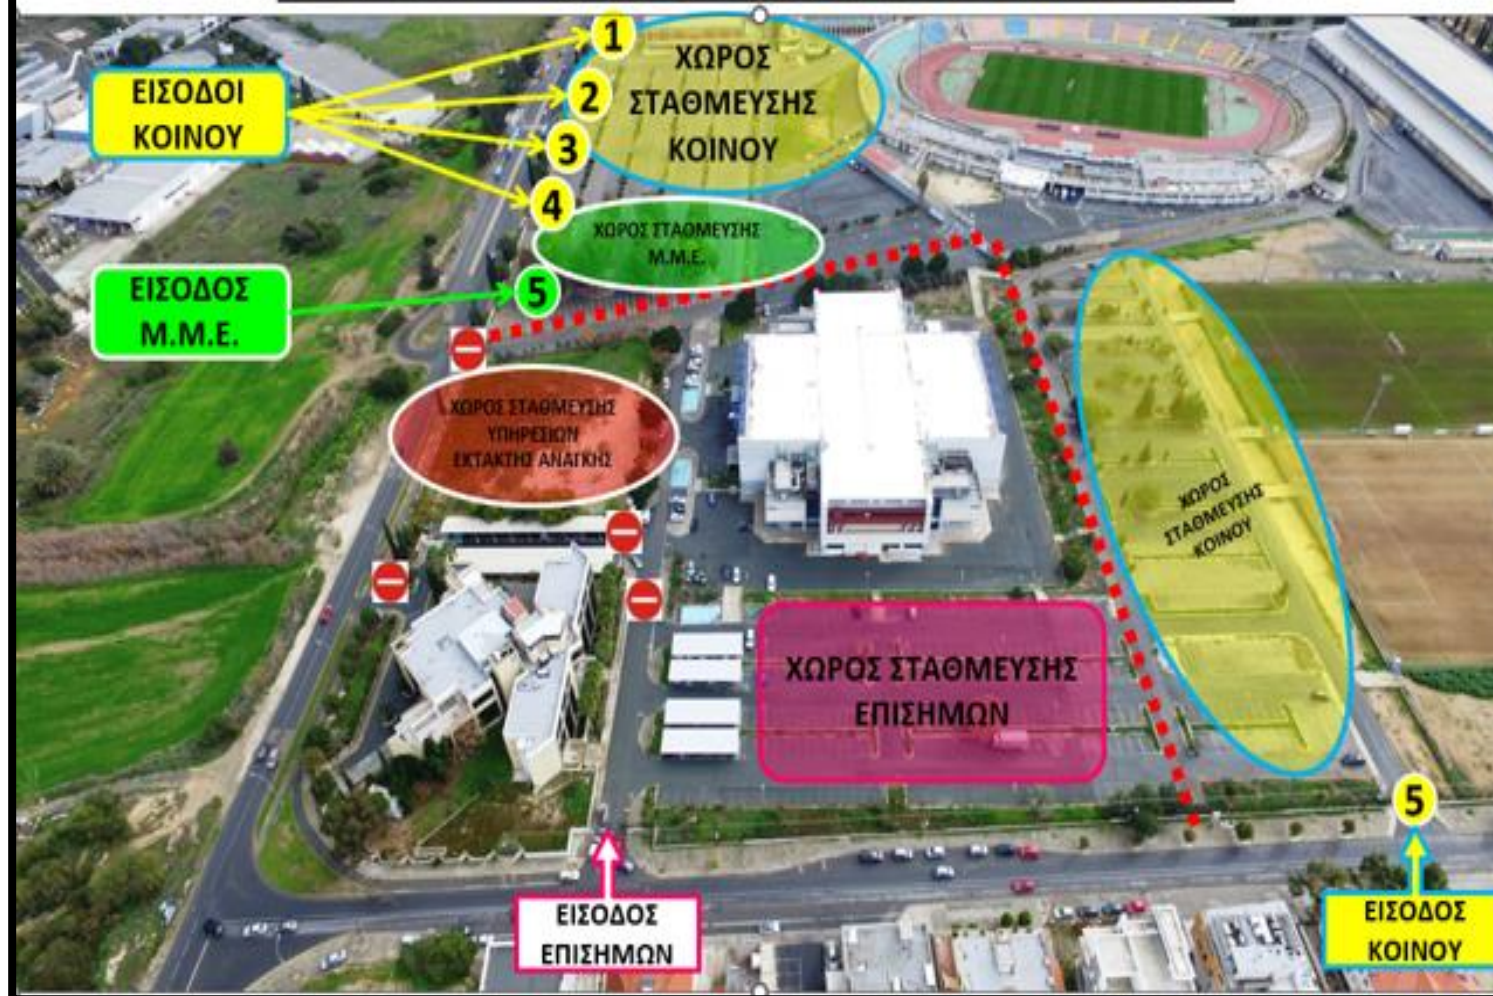 ΕΙΣΟΔΟΙ
ΚΟΙΝΟΥ
1
2
3
4
ΧΩΡΟΣ
ΣΤΑΘΜΕΥΣΗΣ
ΚΟΙΝΟΥ
ΧΩΡΟΣ ΣΤΑΘΜΕΥΣΗΣ
Μ.Μ.Ε.
ΕΙΣΟΔΟΣ
Μ.Μ.Ε.
5
ΧΩΡΟΣ ΣΤΑΘΜΕΥΣΗΣ
ΥΠΗΡΕΣΙΩΝ
ΕΚΤΑΚΤΗΣ ΑΝΑΓΚΗΣ
ΧΩΡΟΣ
ΣΤΑΘΜΕΥΣΗΣ
ΚΟΙΝΟΥ
ΧΩΡΟΣ ΣΤΑΘΜΕΥΣΗΣ
ΕΠΙΣΗΜΩΝ
5
ΕΙΣΟΔΟΣ
ΕΠΙΣΗΜΩΝ
ΕΙΣΟΔΟΣ
ΚΟΙΝΟΥ